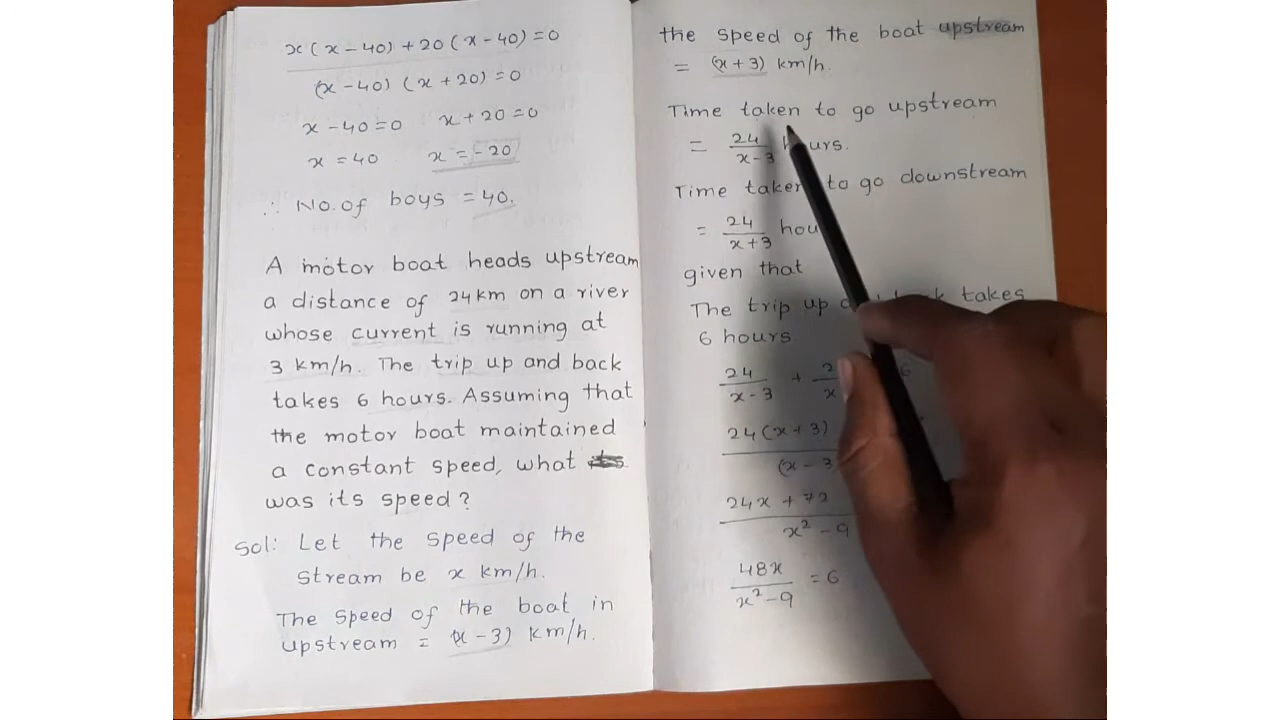 x(x-40)+20(x-40)=0
(x-40)(x+20)=0
x-40=0 x+20=0
x=40 x=-20
∴ No.of boys = 40.
A motor boat heads upstream
a distance of 24km on a river
whose current is running at
3 km/h. The trip up and back
takes 6 hours. Assuming that
the motor boat maintained
a constant speed, what
was its speed?
Sol: Let the speed of the
stream be x km/h.
The speed of the boat in
upstream = (x-3) km/h.
the speed of the boat upstream
= (x+3) km/h.
Time taken to go upstream
= 24/x-3 hours.
Time taken to go downstream
= 24/x+3
given that
The trip up takes
6 hours.
24/x-3 + 6
24(x+3)
(x-3)
24x+72
x²-9
48x/x²-9 = 6